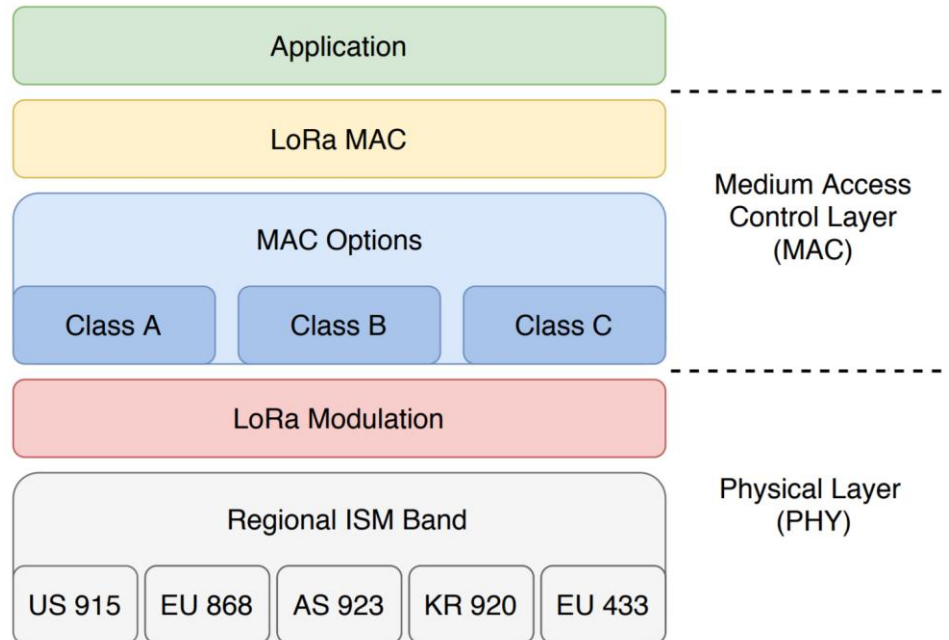 Application
LoRa MAC
MAC Options
Class A
Class B
Class C
Medium Access
Control Layer
(MAC)
LoRa Modulation
Regional ISM Band
US 915
EU 868
AS 923
KR 920
EU 433
Physical Layer
(PHY)